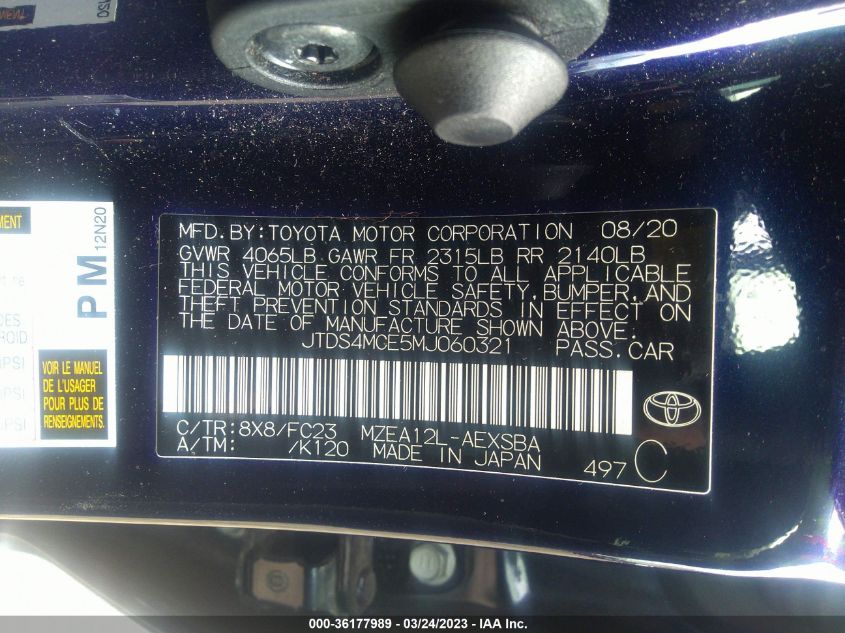 MENT
PM
12N20
VOIR LE MANUEL
DE L'USAGER
POUR PLUS DE
RENSEIGNEMENTS.
MFD. BY: TOYOTA MOTOR CORPORATION 08/20
GVWR 4065LB GAWR FR 2315LB RR 2140LB
THIS VEHICLE CONFORMS TO ALL APPLICABLE
FEDERAL MOTOR VEHICLE SAFETY, BUMPER, AND
THEFT PREVENTION STANDARDS IN EFFECT ON
THE DATE OF MANUFACTURE SHOWN ABOVE.
JTDS4MCE5MJ060321 PASS. CAR
C/TR: 8X8/FC23 MZEA12L-AEXSBA
A/TM: /K120 MADE IN JAPAN
497 C
000-36177989 - 03/24/2023 - IAA Inc.